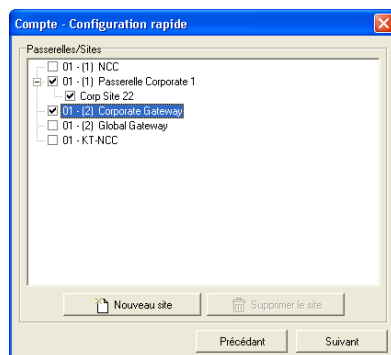 Compte - Configuration rapide
Passerelles/Sites
01 - (1) NCC
01 - (1) Passerelle Corporate 1
Corp Site 22
01 - (2) Corporate Gateway
01 - (2) Global Gateway
01 - KT-NCC
Nouveau site
Supprimer le site
Précédant
Suivant